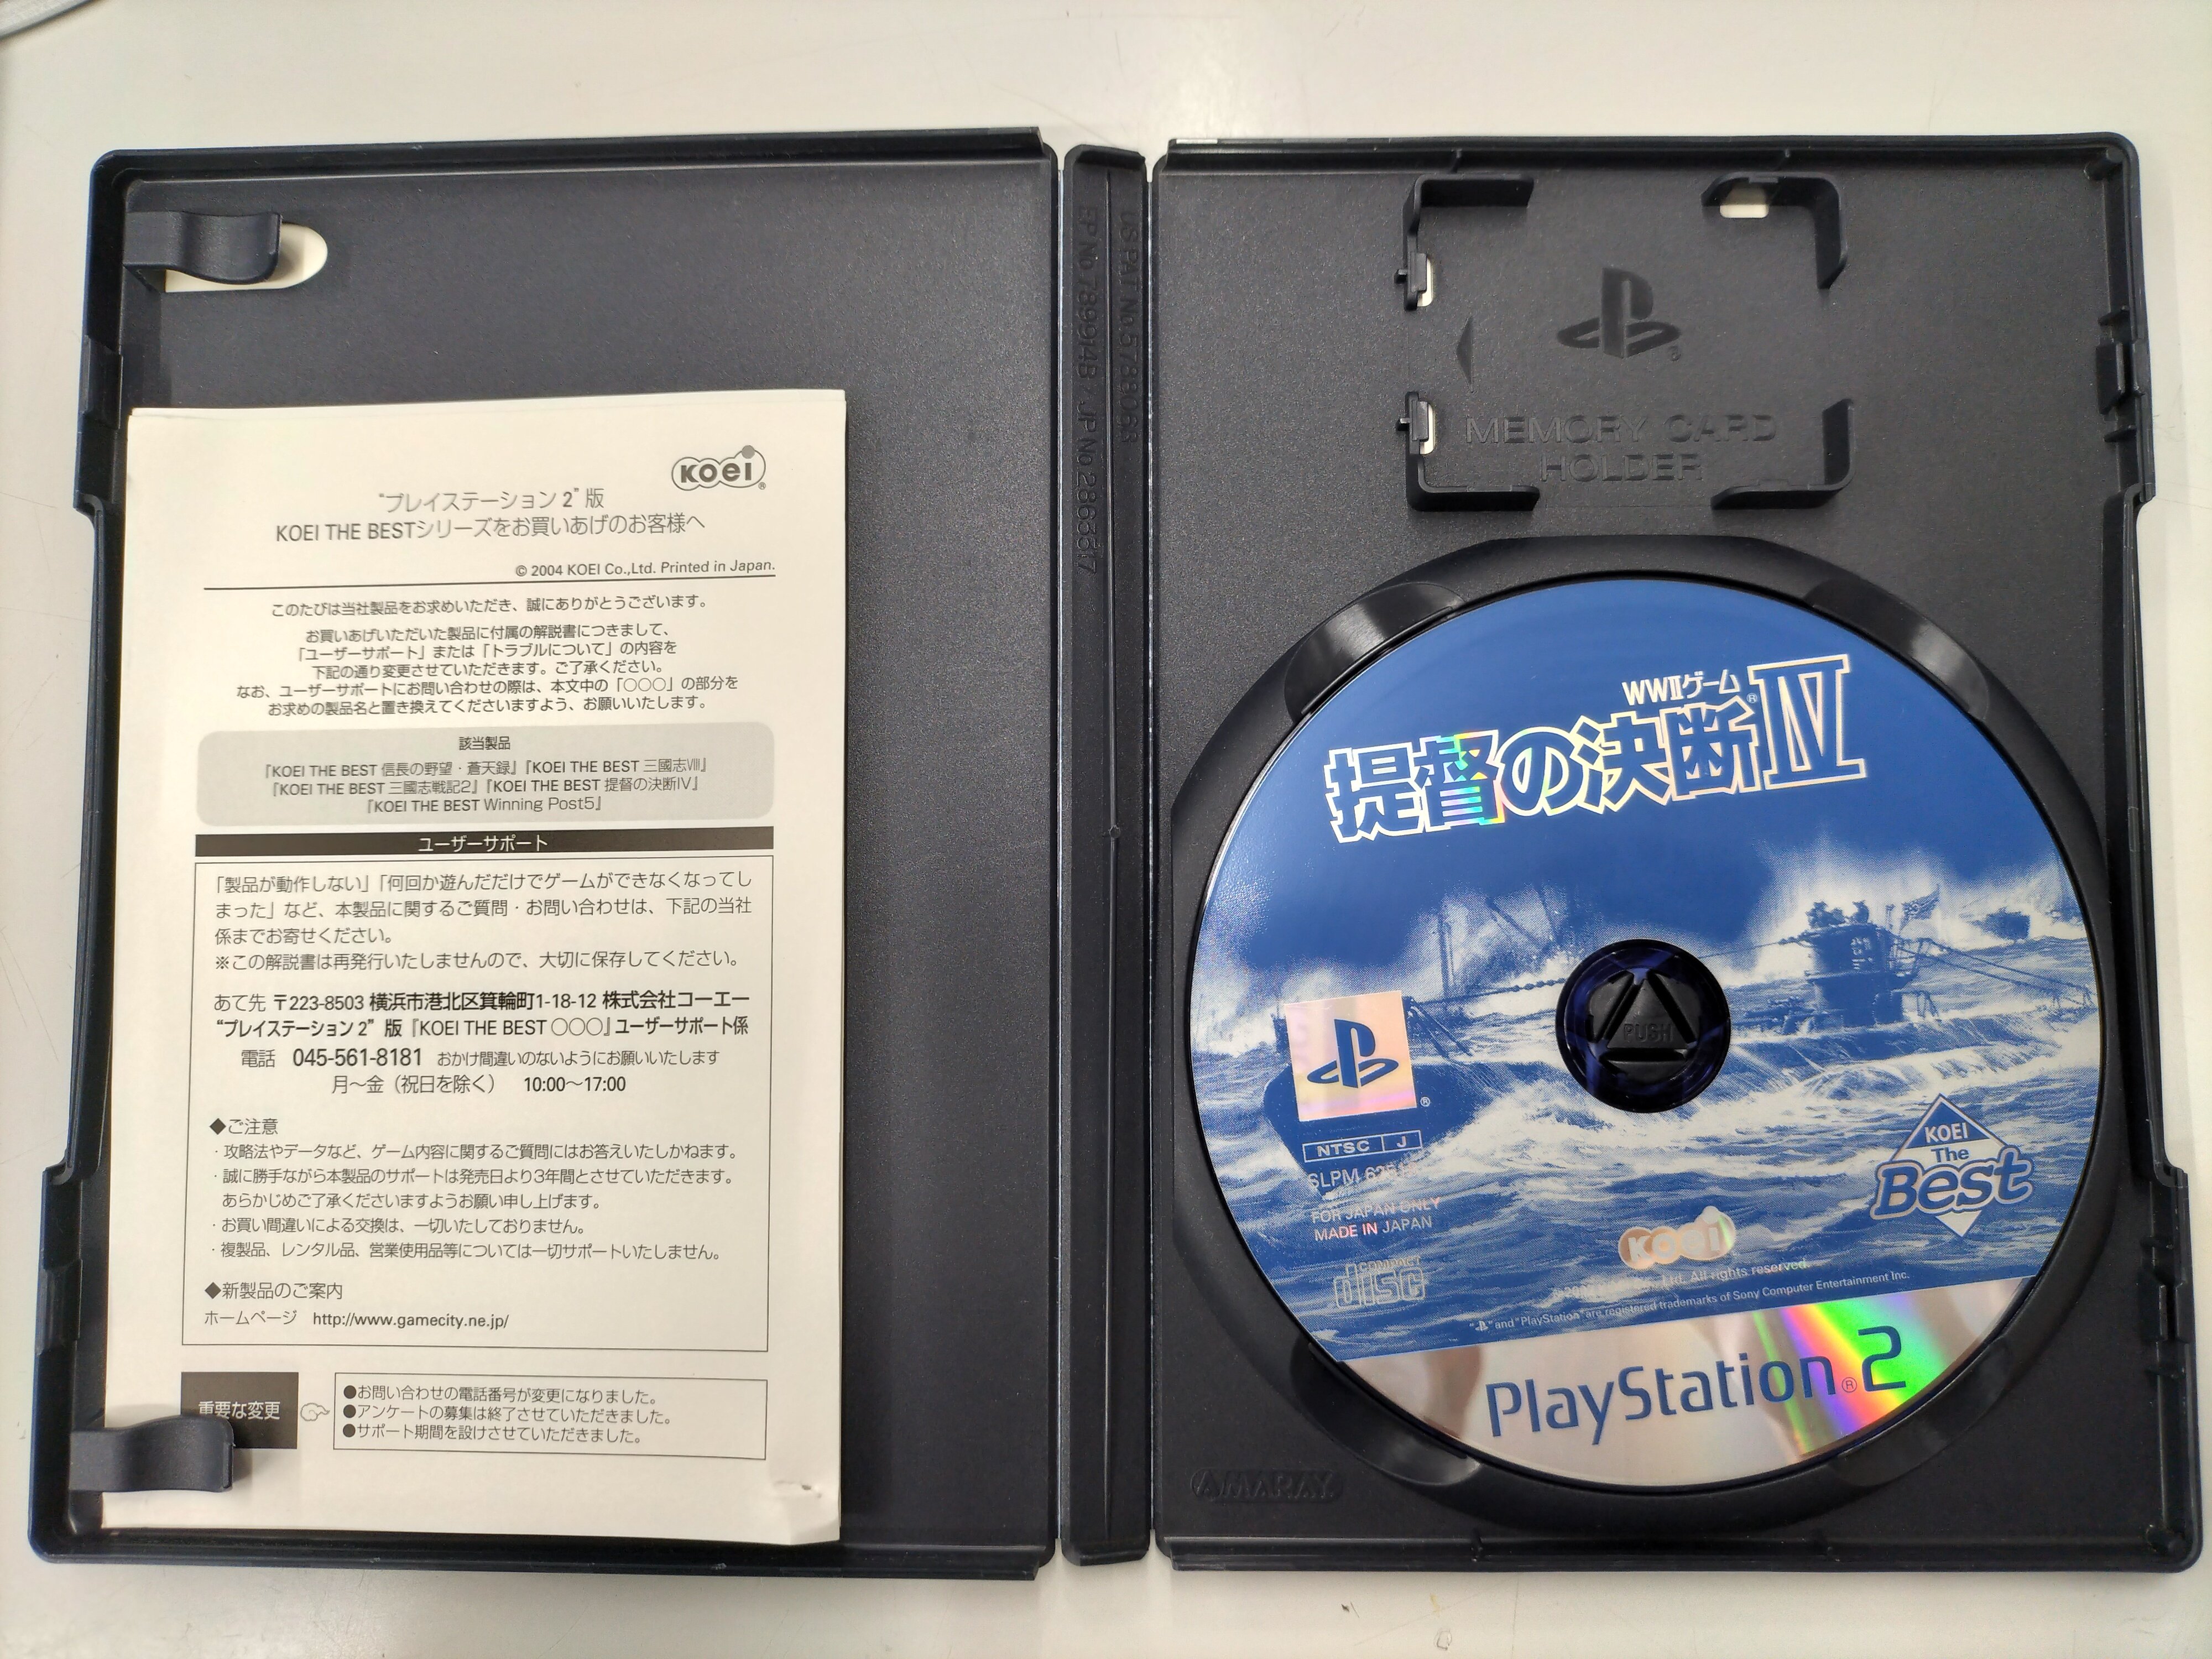 koei
"プレイステーション 2" 版
KOEI THE BESTシリーズをお買いあげのお客様へ
© 2004 KOEI Co.,Ltd. Printed in Japan.
このたびは当社製品をお求めいただき、誠にありがとうございます。
お買いあげいただいた製品に付属の解説書につきまして、
「ユーザーサポート」または「トラブルについて」の内容を
下記の通り変更させていただきます。ご了承ください。
なお、ユーザーサポートにお問い合わせの際は、本文中の「○○○」の部分を
お求めの製品名と置き換えてくださいますよう、お願いいたします。
該当製品
『KOEI THE BEST 信長の野望・蒼天録』『KOEI THE BEST 三國志Ⅷ』
『KOEI THE BEST 三國志戦記2』『KOEI THE BEST 提督の決断Ⅳ』
『KOEI THE BEST Winning Post5』
ユーザーサポート
「製品が動作しない」「何回か遊んだだけでゲームができなくなってし
まった」など、本製品に関するご質問・お問い合わせは、下記の当社
係までお寄せください。
※この解説書は再発行いたしませんので、大切に保存してください。
あて先 〒223-8503 横浜市港北区箕輪町1-18-12 株式会社コーエー
"プレイステーション 2" 版『KOEI THE BEST ○○○』ユーザーサポート係
電話 045-561-8181 おかけ間違いのないようにお願いいたします
月～金（祝日を除く） 10:00～17:00
◆ご注意
・攻略法やデータなど、ゲーム内容に関するご質問にはお答えいたしかねます。
・誠に勝手ながら本製品のサポートは発売日より3年間とさせていただきます。
あらかじめご了承くださいますようお願い申し上げます。
・お買い間違いによる交換は、一切いたしておりません。
・複製品、レンタル品、営業使用品等については一切サポートいたしません。
◆新製品のご案内
ホームページ http://www.gamecity.ne.jp/
重要な変更
●お問い合わせの電話番号が変更になりました。
●アンケートの募集は終了させていただきました。
●サポート期間を設けさせていただきました。
US PAT No.5788068
EP No 789914B JP No 2865517
MEMORY CARD
HOLDER
WWⅡゲーム
提督の決断®Ⅳ
PUSH
NTSC J
SLPM
FOR JAPAN ONLY
MADE IN JAPAN
COMPACT
disc
KOEI
The
Best
koei
Ltd. All rights reserved.
and "PlayStation" are registered trademarks of Sony Computer Entertainment Inc.
PlayStation®2
AMARAY